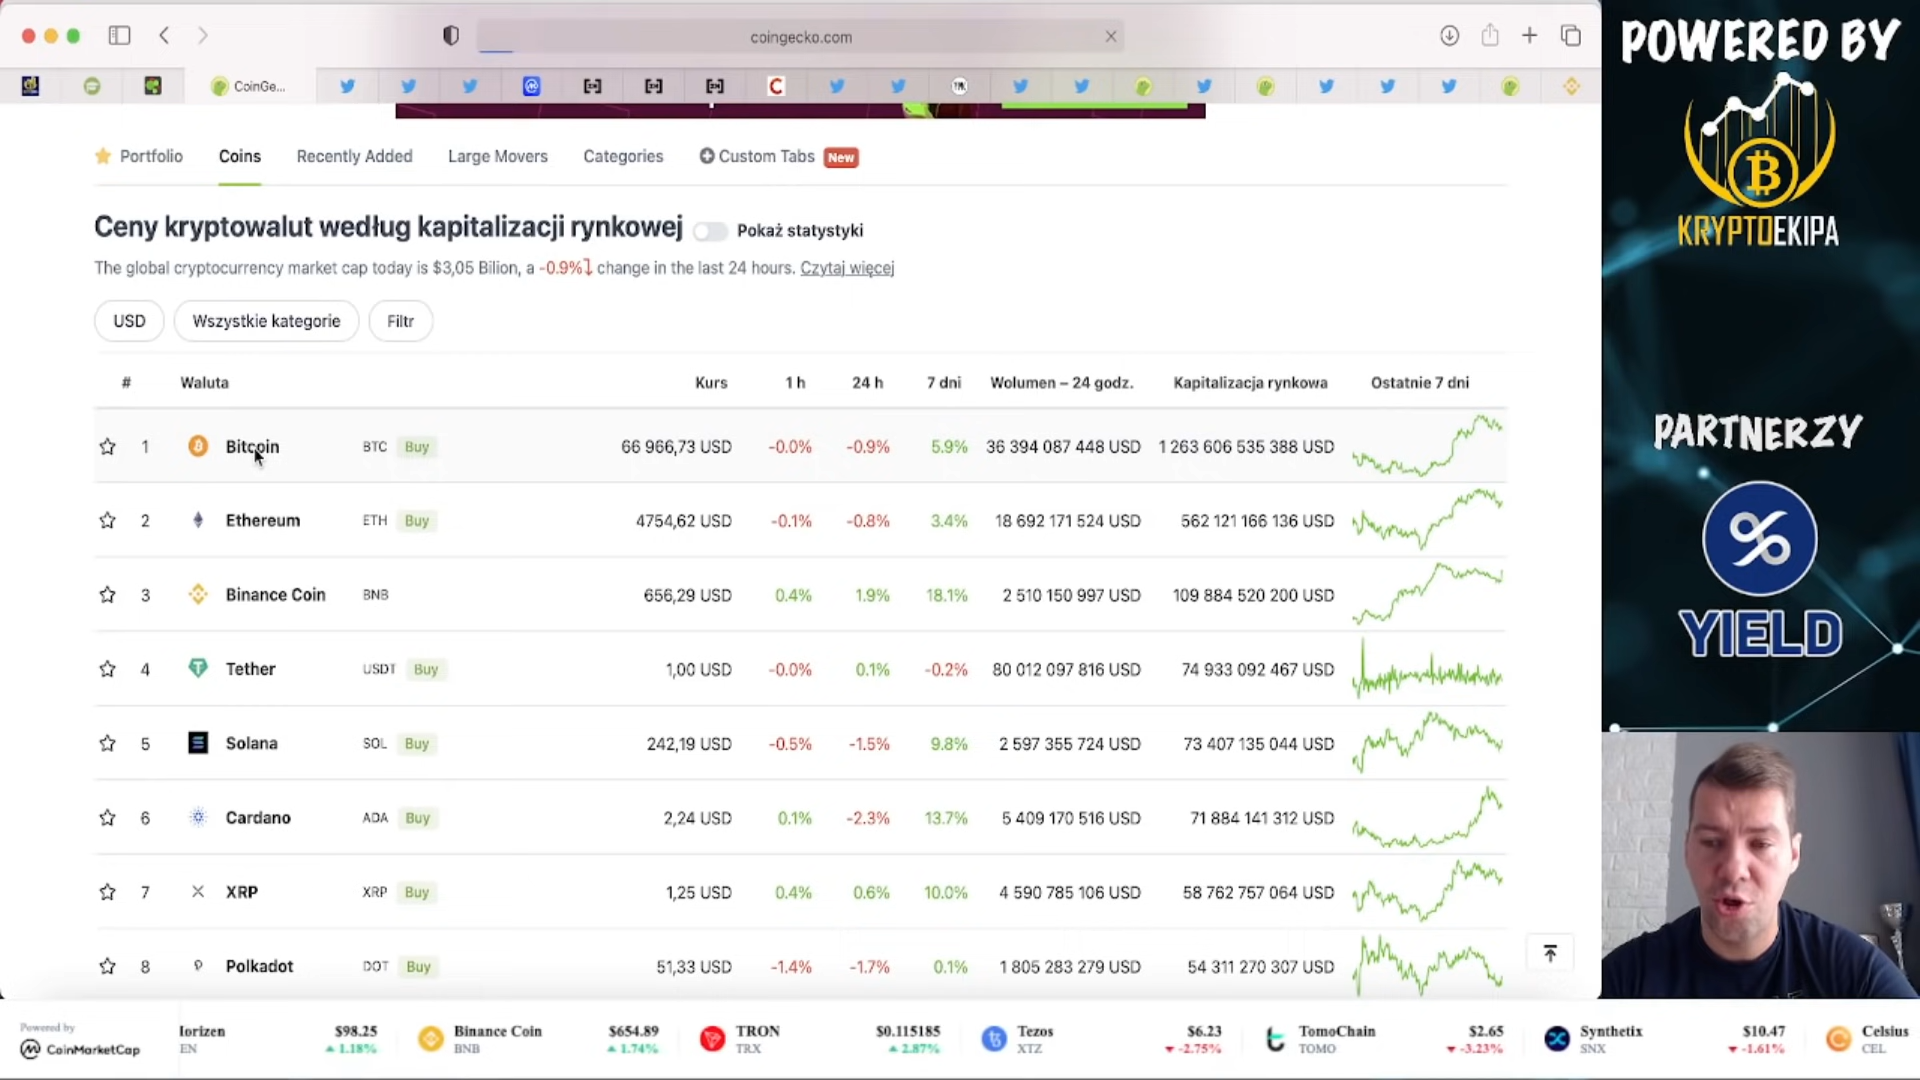 coingecko.com
CoinGe...
POWERED BY
KRYPTOEKIPA
PARTNERZY
YIELD
Portfolio Coins Recently Added Large Movers Categories Custom Tabs New
Ceny kryptowalut według kapitalizacji rynkowej Pokaż statystyki
The global cryptocurrency market cap today is $3,05 Bilion, a -0.9% change in the last 24 hours. Czytaj więcej
USD Wszystkie kategorie Filtr
# Waluta Kurs 1 h 24 h 7 dni Wolumen – 24 godz. Kapitalizacja rynkowa Ostatnie 7 dni
1 Bitcoin BTC Buy 66 966,73 USD -0.0% -0.9% 5.9% 36 394 087 448 USD 1 263 606 535 388 USD
2 Ethereum ETH Buy 4754,62 USD -0.1% -0.8% 3.4% 18 692 171 524 USD 562 121 166 136 USD
3 Binance Coin BNB 656,29 USD 0.4% 1.9% 18.1% 2 510 150 997 USD 109 884 520 200 USD
4 Tether USDT Buy 1,00 USD -0.0% 0.1% -0.2% 80 012 097 816 USD 74 933 092 467 USD
5 Solana SOL Buy 242,19 USD -0.5% -1.5% 9.8% 2 597 355 724 USD 73 407 135 044 USD
6 Cardano ADA Buy 2,24 USD 0.1% -2.3% 13.7% 5 409 170 516 USD 71 884 141 312 USD
7 XRP XRP Buy 1,25 USD 0.4% 0.6% 10.0% 4 590 785 106 USD 58 762 757 064 USD
8 Polkadot DOT Buy 51,33 USD -1.4% -1.7% 0.1% 1 805 283 279 USD 54 311 270 307 USD
Powered by
CoinMarketCap
lorizen $98.25 Binance Coin $654.89 TRON $0.115185 Tezos $6.23 TomoChain $2.65 Synthetix $10.47 Celsius
EN 1.18% BNB 1.74% TRX 2.87% XTZ -2.75% TOMO -3.23% SNX -1.61% CEL